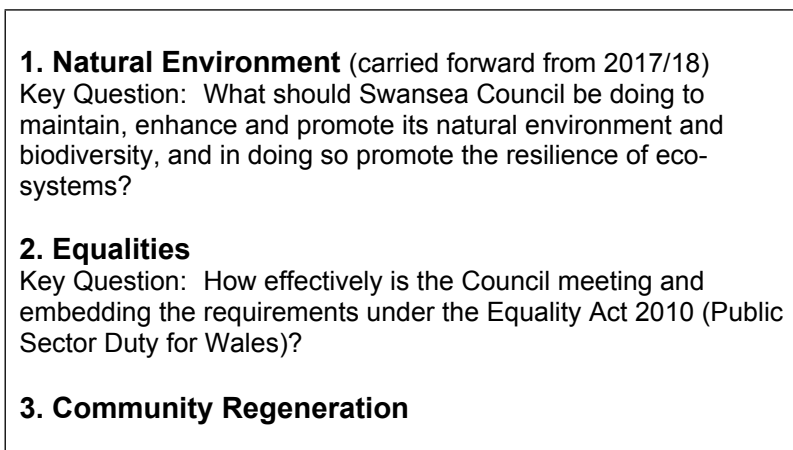 1. Natural Environment (carried forward from 2017/18)
Key Question:  What should Swansea Council be doing to
maintain, enhance and promote its natural environment and
biodiversity, and in doing so promote the resilience of eco-
systems?
2. Equalities
Key Question:  How effectively is the Council meeting and
embedding the requirements under the Equality Act 2010 (Public
Sector Duty for Wales)?
3. Community Regeneration